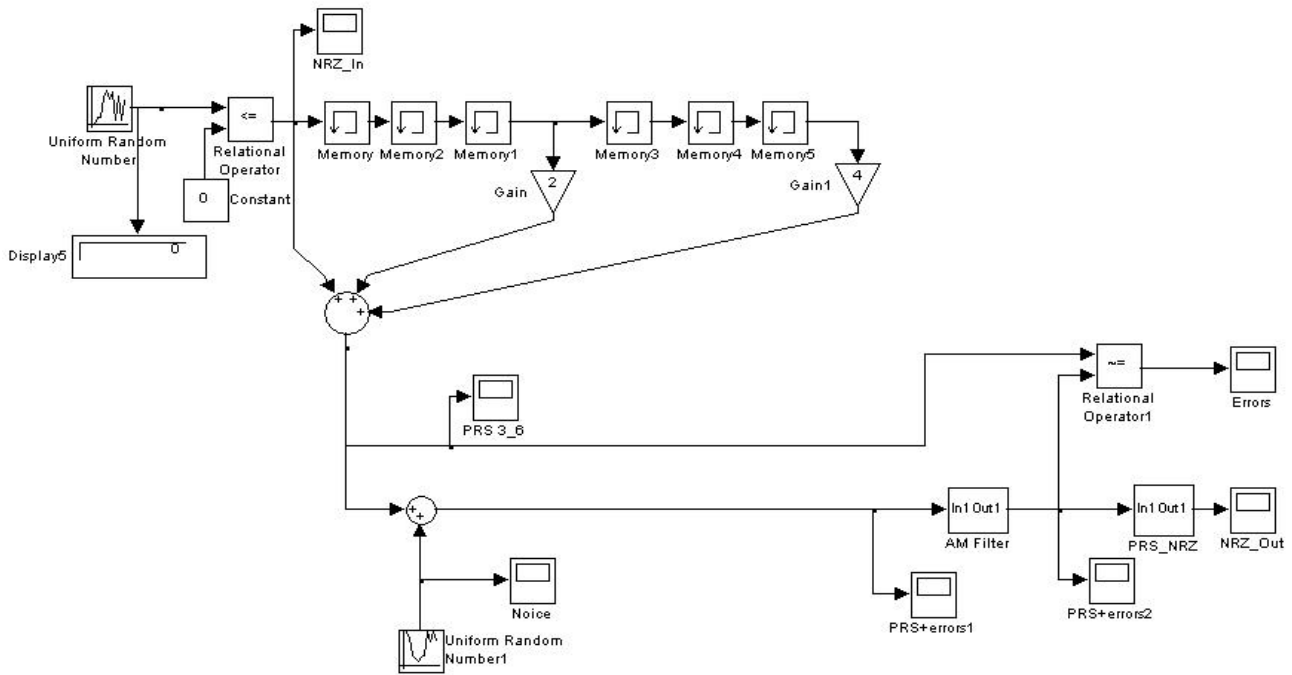 NRZ_In
Uniform Random
Number
<=
Relational
Operator
0
Constant
Display5
0
Memory
Memory2
Memory1
Memory3
Memory4
Memory5
Gain
2
Gain1
4
+ +
+
PRS 3_6
~=
Relational
Operator1
Errors
+
+
In1 Out1
AM Filter
In1 Out1
PRS_NRZ
NRZ_Out
Noice
PRS+errors1
PRS+errors2
Uniform Random
Number1